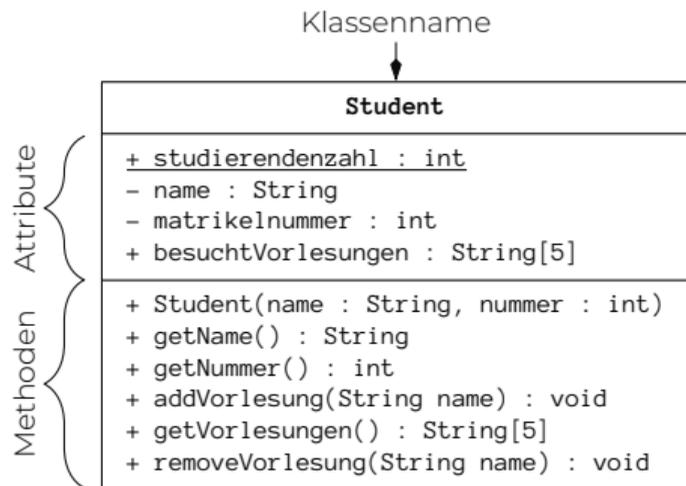 Klassenname
Student
Attribute
+ studierendenzahl : int
– name : String
– matrikelnummer : int
+ besuchtVorlesungen : String[5]
Methoden
+ Student(name : String, nummer : int)
+ getName() : String
+ getNummer() : int
+ addVorlesung(String name) : void
+ getVorlesungen() : String[5]
+ removeVorlesung(String name) : void